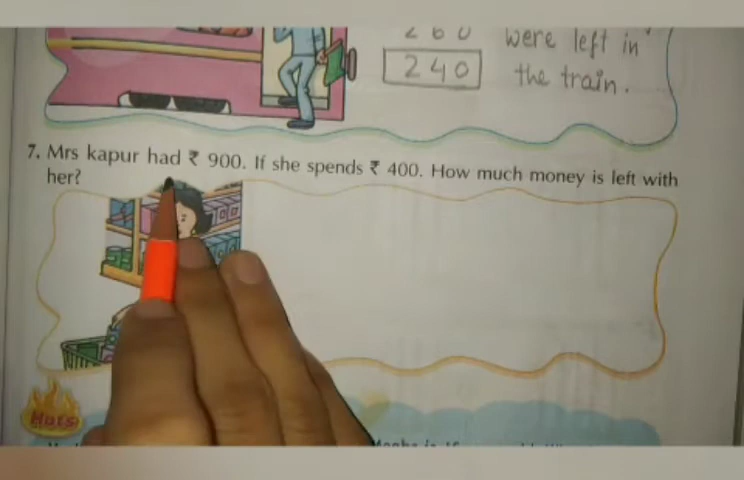 260 were left in
240 the train.
7. Mrs kapur had ₹ 900. If she spends ₹ 400. How much money is left with
her?
Hots